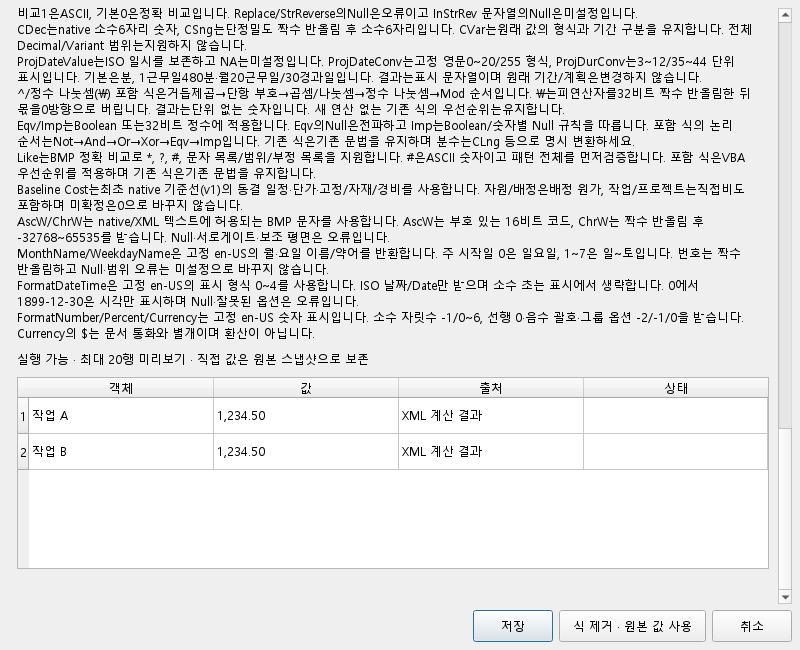 비교1은ASCII, 기본0은정확 비교입니다. Replace/StrReverse의Null은오류이고 InStrRev 문자열의Null은미설정입니다.
CDec는native 소수6자리 숫자, CSng는단정밀도 짝수 반올림 후 소수6자리입니다. CVar는원래 값의 형식과 기간 구분을 유지합니다. 전체
Decimal/Variant 범위는지원하지 않습니다.
ProjDateValue는ISO 일시를 보존하고 NA는미설정입니다. ProjDateConv는고정 영문0~20/255 형식, ProjDurConv는3~12/35~44 단위
표시입니다. 기본은분, 1근무일480분·월20근무일/30경과일입니다. 결과는표시 문자열이며 원래 기간/계획은변경하지 않습니다.
^/정수 나눗셈(₩) 포함 식은거듭제곱→단항 부호→곱셈/나눗셈→정수 나눗셈→Mod 순서입니다. ₩는피연산자를32비트 짝수 반올림한 뒤
몫을0방향으로 버립니다. 결과는단위 없는 숫자입니다. 새 연산 없는 기존 식의 우선순위는유지합니다.
Eqv/Imp는Boolean 또는32비트 정수에 적용합니다. Eqv의Null은전파하고 Imp는Boolean/숫자별 Null 규칙을 따릅니다. 포함 식의 논리
순서는Not→And→Or→Xor→Eqv→Imp입니다. 기존 식은기존 문법을 유지하며 분수는CLng 등으로 명시 변환하세요.
Like는BMP 정확 비교로 *, ?, #, 문자 목록/범위/부정 목록을 지원합니다. #은ASCII 숫자이고 패턴 전체를 먼저검증합니다. 포함 식은VBA
우선순위를 적용하며 기존 식은기존 문법을 유지합니다.
Baseline Cost는최초 native 기준선(v1)의 동결 일정·단가·고정/자재/경비를 사용합니다. 자원/배정은배정 원가, 작업/프로젝트는직접비도
포함하며 미확정은0으로 바꾸지 않습니다.
AscW/ChrW는 native/XML 텍스트에 허용되는 BMP 문자를 사용합니다. AscW는 부호 있는 16비트 코드, ChrW는 짝수 반올림 후
-32768~65535를 받습니다. Null·서로게이트·보조 평면은 오류입니다.
MonthName/WeekdayName은 고정 en-US의 월·요일 이름/약어를 반환합니다. 주 시작일 0은 일요일, 1~7은 일~토입니다. 번호는 짝수
반올림하고 Null·범위 오류는 미설정으로 바꾸지 않습니다.
FormatDateTime은 고정 en-US의 표시 형식 0~4를 사용합니다. ISO 날짜/Date만 받으며 소수 초는 표시에서 생략합니다. 0에서
1899-12-30은 시각만 표시하며 Null·잘못된 옵션은 오류입니다.
FormatNumber/Percent/Currency는 고정 en-US 숫자 표시입니다. 소수 자릿수 -1/0~6, 선행 0·음수 괄호·그룹 옵션 -2/-1/0을 받습니다.
Currency의 $는 문서 통화와 별개이며 환산이 아닙니다.
실행 가능 · 최대 20행 미리보기 · 직접 값은 원본 스냅샷으로 보존
객체 값 출처 상태
1 작업 A 1,234.50 XML 계산 결과
2 작업 B 1,234.50 XML 계산 결과
저장 식 제거 · 원본 값 사용 취소